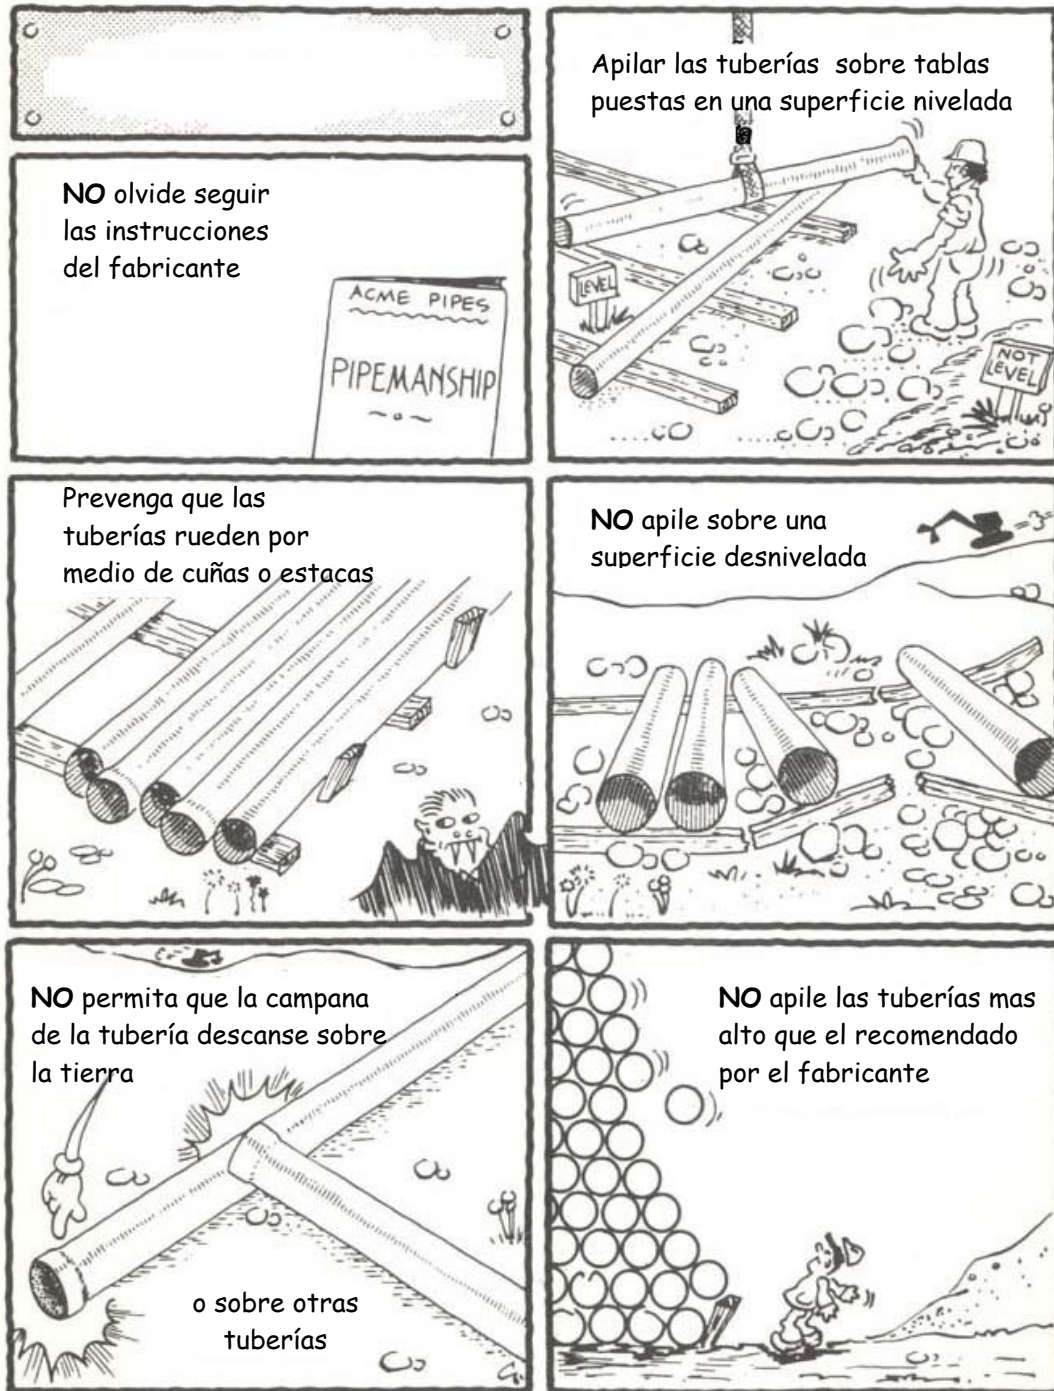 Apilar las tuberías sobre tablas
puestas en una superficie nivelada
LEVEL
NOT
LEVEL
NO olvide seguir
las instrucciones
del fabricante
ACME PIPES
PIPEMANSHIP
Prevenga que las
tuberías rueden por
medio de cuñas o estacas
NO apile sobre una
superficie desnivelada
NO permita que la campana
de la tubería descanse sobre
la tierra
o sobre otras
tuberías
NO apile las tuberías mas
alto que el recomendado
por el fabricante